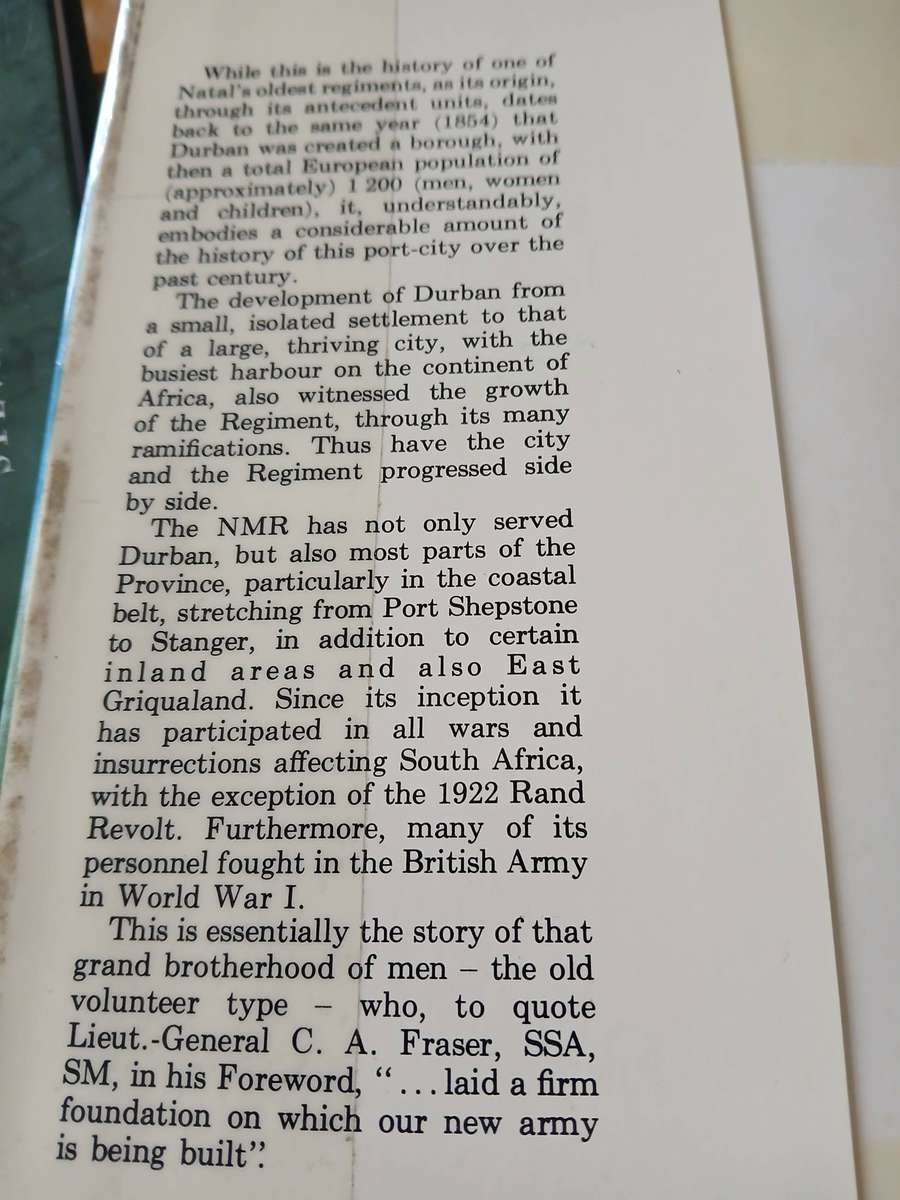 While this is the history of one of
Natal's oldest regiments, as its origin,
through its antecedent units, dates
back to the same year (1854) that
Durban was created a borough, with
then a total European population of
(approximately) 1 200 (men, women
and children), it, understandably,
embodies a considerable amount of
the history of this port-city over the
past century.
The development of Durban from
a small, isolated settlement to that
of a large, thriving city, with the
busiest harbour on the continent of
Africa, also witnessed the growth
of the Regiment, through its many
ramifications. Thus have the city
and the Regiment progressed side
by side.
The NMR has not only served
Durban, but also most parts of the
Province, particularly in the coastal
belt, stretching from Port Shepstone
to Stanger, in addition to certain
inland areas and also East
Griqualand. Since its inception it
has participated in all wars and
insurrections affecting South Africa,
with the exception of the 1922 Rand
Revolt. Furthermore, many of its
personnel fought in the British Army
in World War I.
This is essentially the story of that
grand brotherhood of men – the old
volunteer type – who, to quote
Lieut.-General C. A. Fraser, SSA,
SM, in his Foreword, “...laid a firm
foundation on which our new army
is being built”.